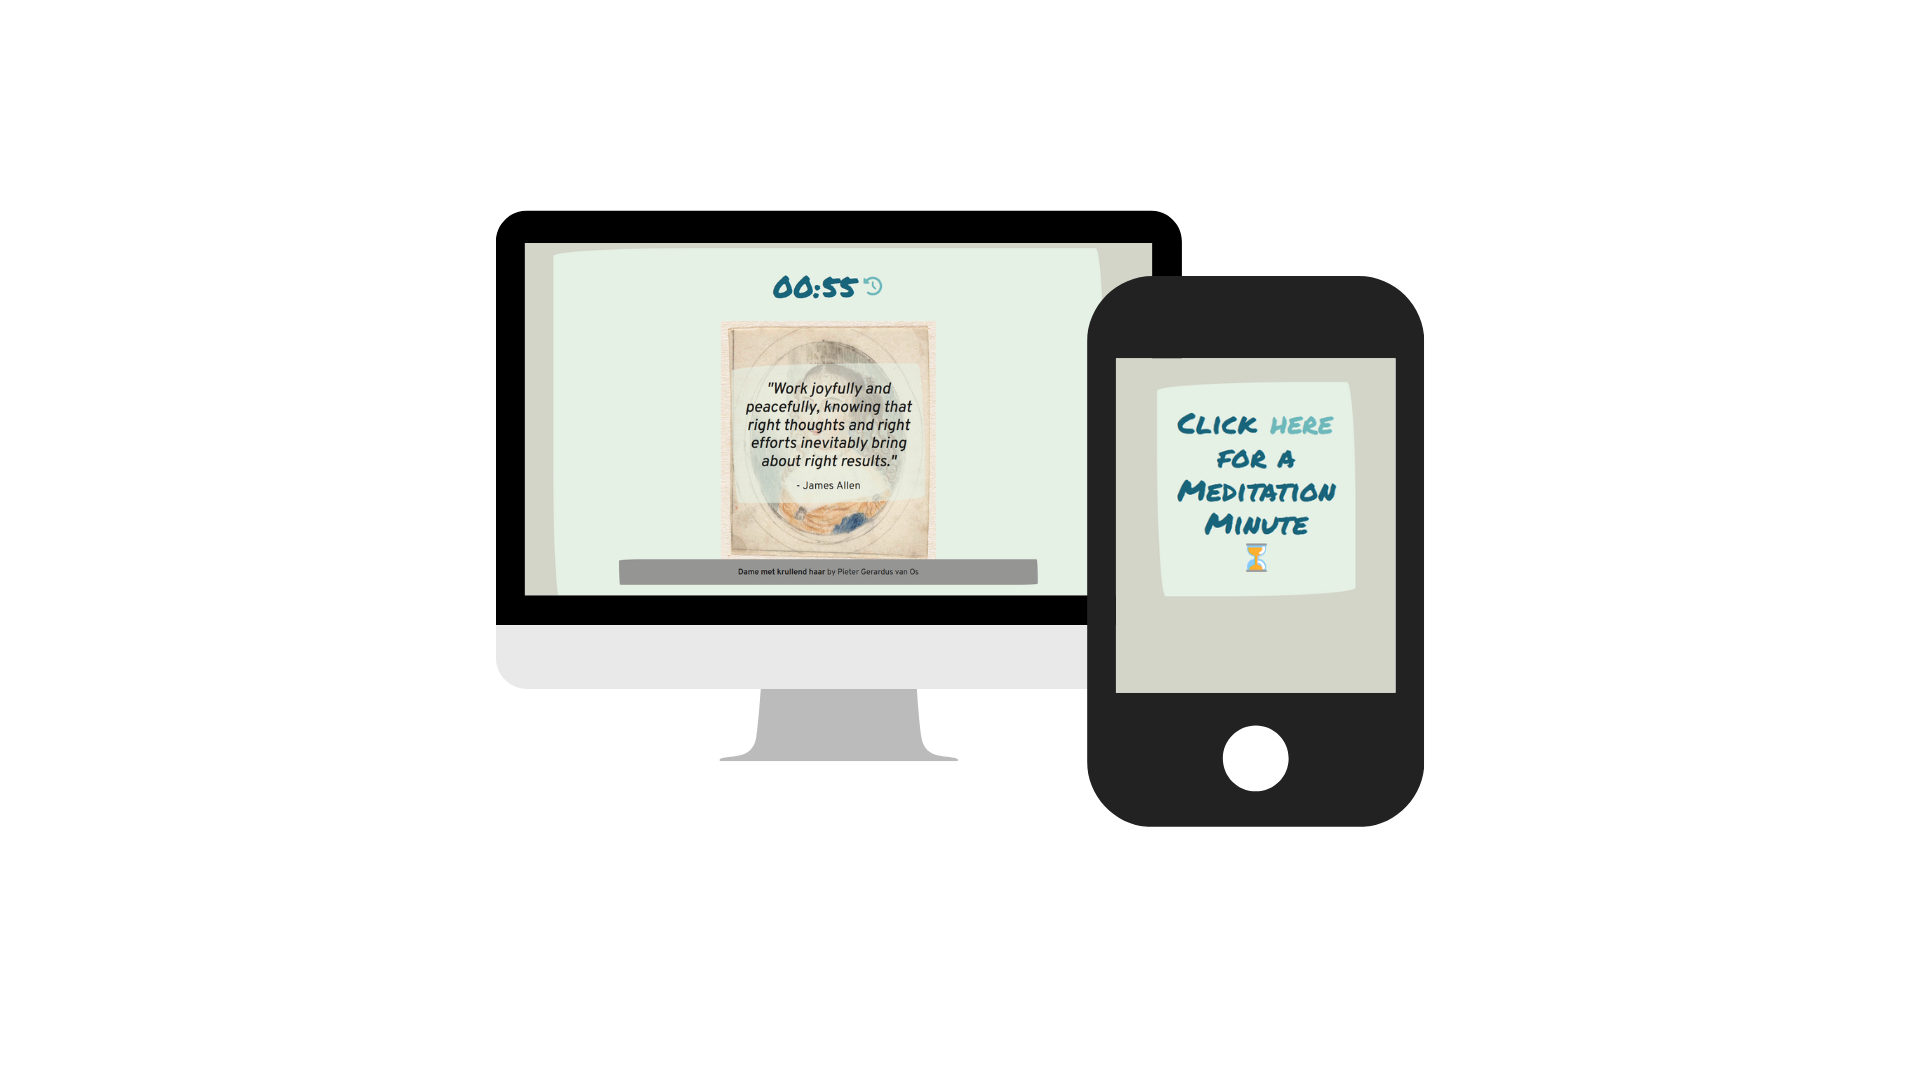 00:55
"Work joyfully and
peacefully, knowing that
right thoughts and right
efforts inevitably bring
about right results."
- James Allen
Dame met krullend haar by Pieter Gerardus van Os
Click here
for a
Meditation
Minute